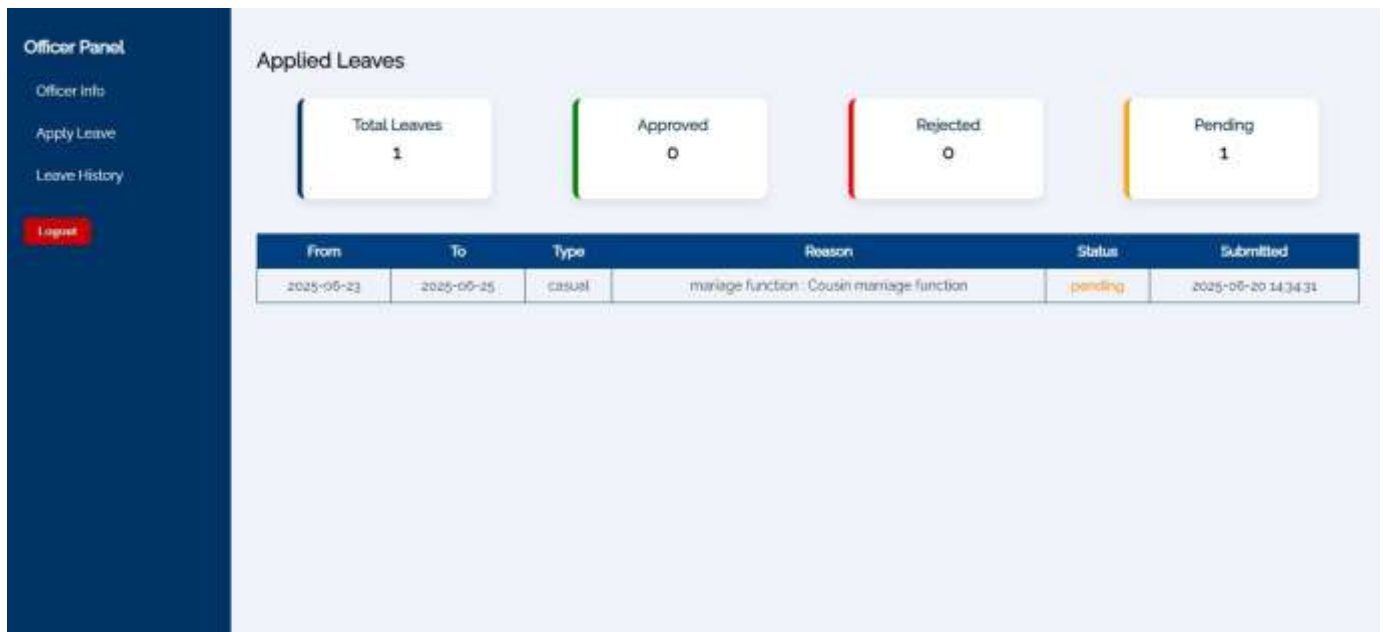 Officer Panel
Officer Info
Apply Leave
Leave History
Logout
Applied Leaves
Total Leaves
1
Approved
0
Rejected
0
Pending
1
From To Type Reason Status Submitted
2025-06-23 2025-06-25 casual mariage function : Cousin marriage function pending 2025-06-20 14:34:31